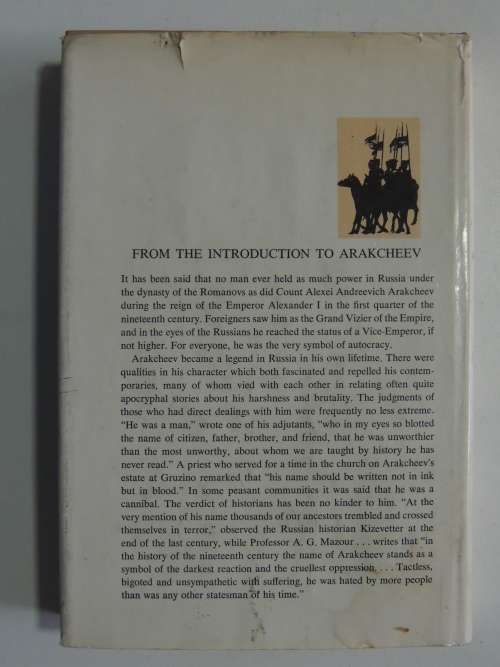 FROM THE INTRODUCTION TO ARAKCHEEV
It has been said that no man ever held as much power in Russia under
the dynasty of the Romanovs as did Count Alexei Andreevich Arakcheev
during the reign of the Emperor Alexander I in the first quarter of the
nineteenth century. Foreigners saw him as the Grand Vizier of the Empire,
and in the eyes of the Russians he reached the status of a Vice-Emperor, if
not higher. For everyone, he was the very symbol of autocracy.
Arakcheev became a legend in Russia in his own lifetime. There were
qualities in his character which both fascinated and repelled his contem-
poraries, many of whom vied with each other in relating often quite
apocryphal stories about his harshness and brutality. The judgments of
those who had direct dealings with him were frequently no less extreme.
“He was a man,” wrote one of his adjutants, “who in my eyes so blotted
the name of citizen, father, brother, and friend, that he was unworthier
than the most unworthy, about whom we are taught by history he has
never read.” A priest who served for a time in the church on Arakcheev's
estate at Gruzino remarked that “his name should be written not in ink
but in blood.” In some peasant communities it was said that he was a
cannibal. The verdict of historians has been no kinder to him. “At the
very mention of his name thousands of our ancestors trembled and crossed
themselves in terror,” observed the Russian historian Kizevetter at the
end of the last century, while Professor A. G. Mazour . . . writes that “in
the history of the nineteenth century the name of Arakcheev stands as a
symbol of the darkest reaction and the cruellest oppression. . . . Tactless,
bigoted and unsympathetic with suffering, he was hated by more people
than was any other statesman of his time.”